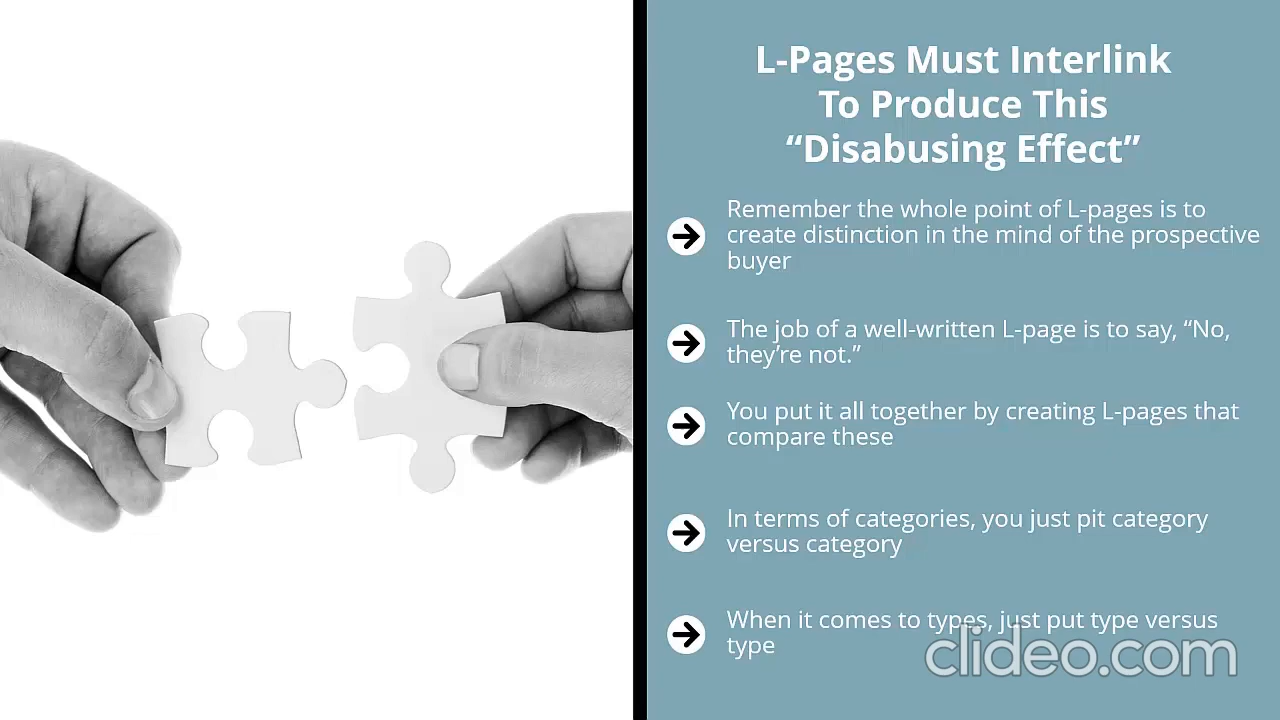 L-Pages Must Interlink
To Produce This
“Disabusing Effect”
Remember the whole point of L-pages is to
create distinction in the mind of the prospective
buyer
The job of a well-written L-page is to say, “No,
they’re not.”
You put it all together by creating L-pages that
compare these
In terms of categories, you just pit category
versus category
When it comes to types, just put type versus
type
clideo.com